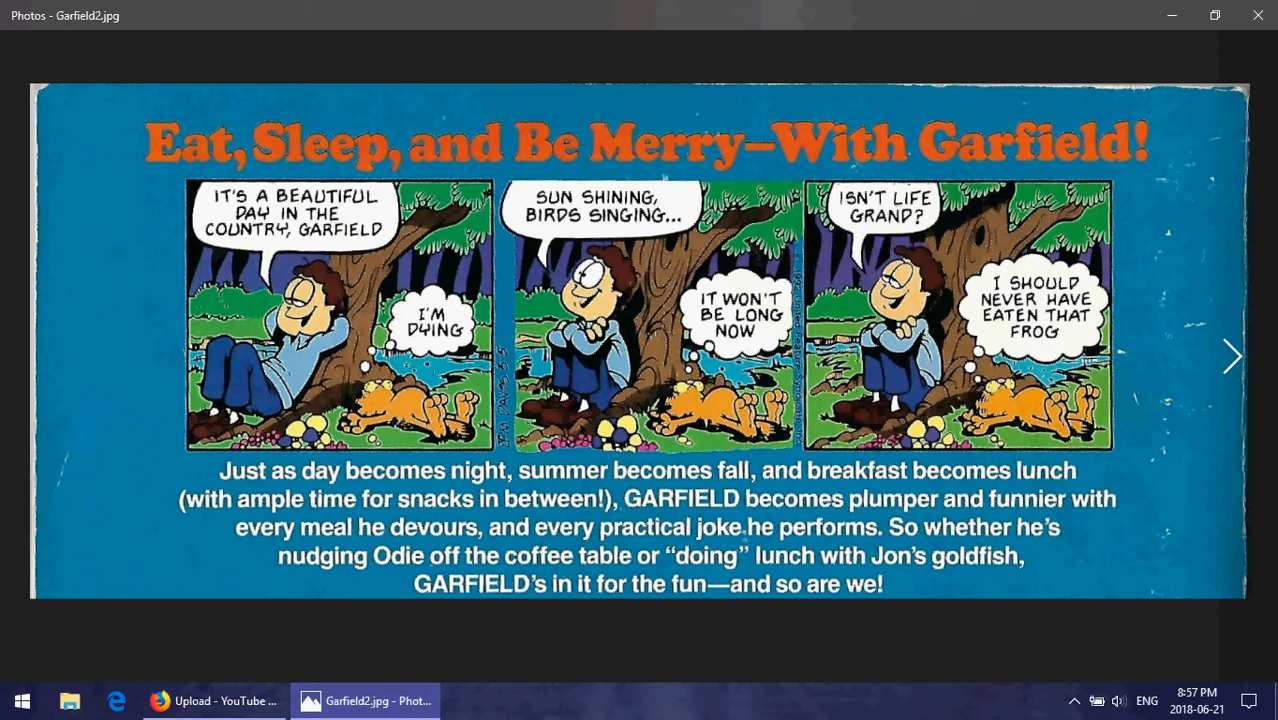 Photos - Garfield2.jpg
Eat, Sleep, and Be Merry—With Garfield!
IT'S A BEAUTIFUL
DAY IN THE
COUNTRY, GARFIELD
I'M
DYING
SUN SHINING,
BIRDS SINGING...
IT WON'T
BE LONG
NOW
ISN'T LIFE
GRAND?
I SHOULD
NEVER HAVE
EATEN THAT
FROG
JIM DAVIS
Just as day becomes night, summer becomes fall, and breakfast becomes lunch
(with ample time for snacks in between!), GARFIELD becomes plumper and funnier with
every meal he devours, and every practical joke he performs. So whether he's
nudging Odie off the coffee table or “doing” lunch with Jon's goldfish,
GARFIELD's in it for the fun—and so are we!
Upload - YouTube ...
Garfield2.jpg - Phot...
ENG
8:57 PM
2018-06-21